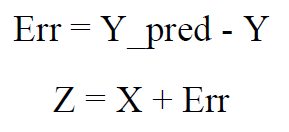 Err = Y_pred - Y
Z = X + Err